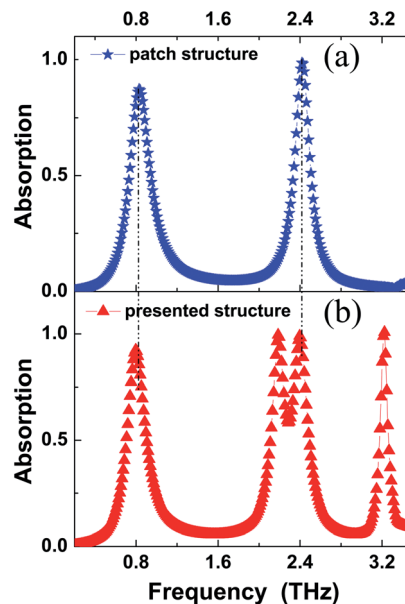 0.8 1.6 2.4 3.2
patch structure (a)
1.0
0.5
0.0
Absorption
presented structure (b)
1.0
0.5
0.0
Absorption
0.8 1.6 2.4 3.2
Frequency (THz)